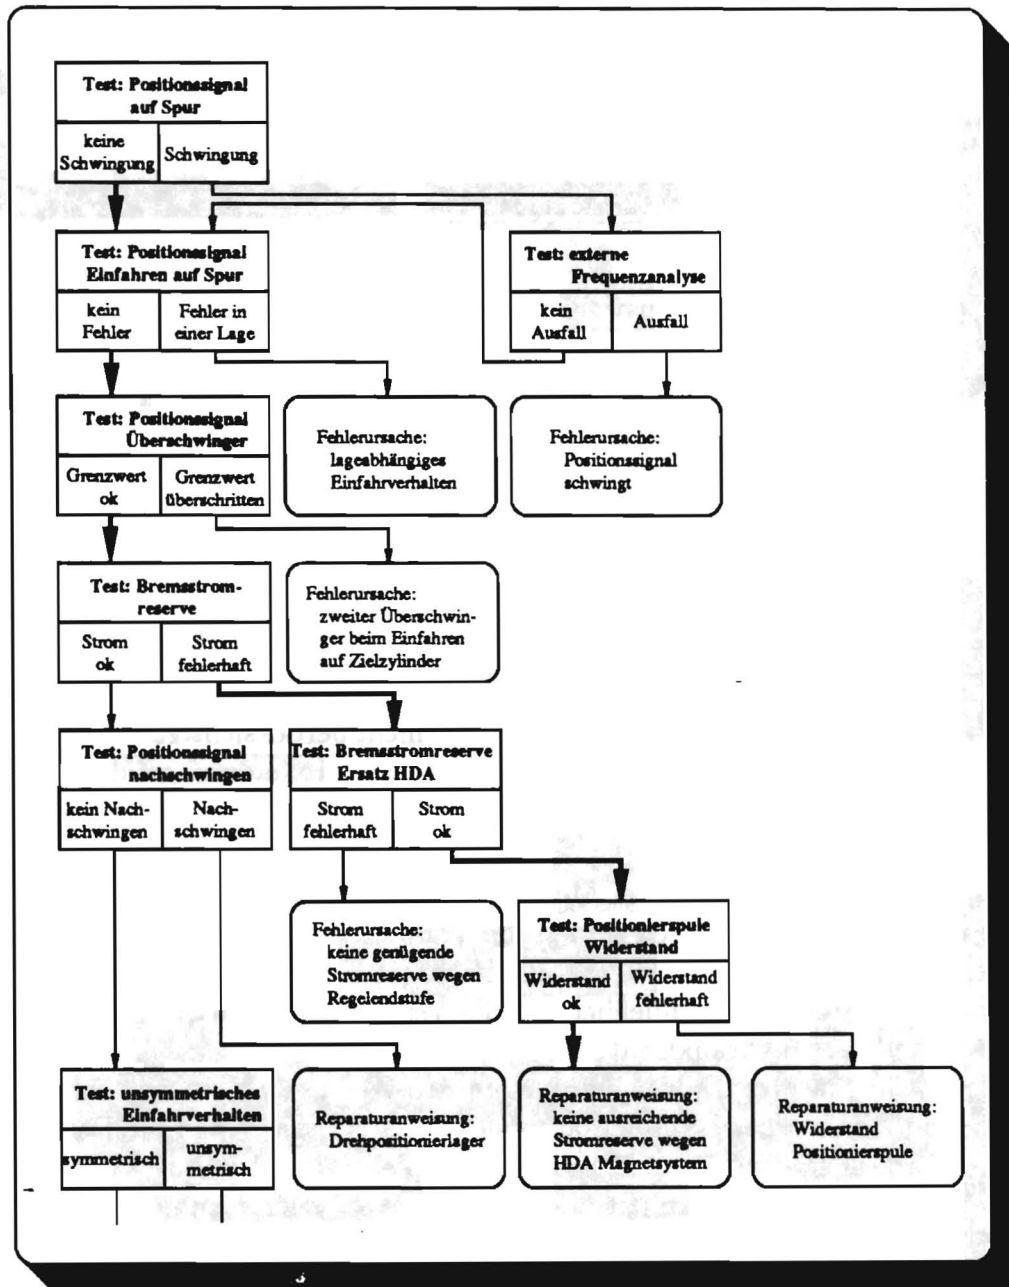 Test: Positionssignal
auf Spur
keine
Schwingung
Schwingung
Test: Positionssignal
Einfahren auf Spur
kein
Fehler
Fehler in
einer Lage
Test: externe
Frequenzanalyse
kein
Ausfall
Ausfall
Test: Positionssignal
Überschwinger
Grenzwert
ok
Grenzwert
überschritten
Fehlerursache:
lageabhängiges
Einfahrverhalten
Fehlerursache:
Positionssignal
schwingt
Test: Bremsstrom-
reserve
Strom
ok
Strom
fehlerhaft
Fehlerursache:
zweiter Überschwin-
ger beim Einfahren
auf Zielzylinder
Test: Positionssignal
nachschwingen
kein Nach-
schwingen
Nach-
schwingen
Test: Bremsstromreserve
Ersatz HDA
Strom
fehlerhaft
Strom
ok
Fehlerursache:
keine genügende
Stromreserve wegen
Regelendstufe
Test: Positionierspule
Widerstand
Widerstand
ok
Widerstand
fehlerhaft
Test: unsymmetrisches
Einfahrverhalten
symmetrisch
unsym-
metrisch
Reparaturanweisung:
Drehpositionierlager
Reparaturanweisung:
keine ausreichende
Stromreserve wegen
HDA Magnetsystem
Reparaturanweisung:
Widerstand
Positionierspule